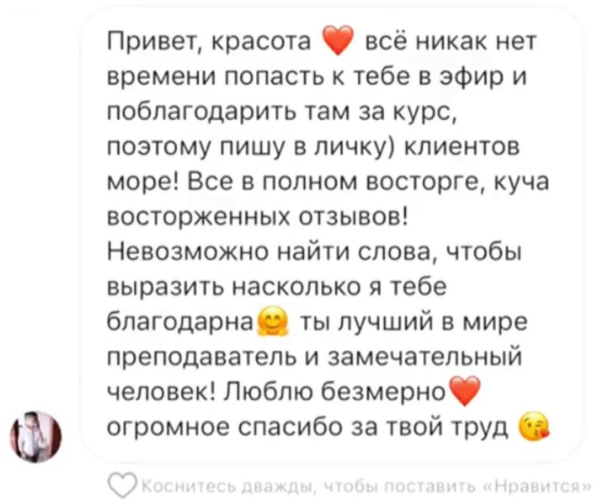 Привет, красота ❤️ всё никак нет
времени попасть к тебе в эфир и
поблагодарить там за курс,
поэтому пишу в личку) клиентов
море! Все в полном восторге, куча
восторженных отзывов!
Невозможно найти слова, чтобы
выразить насколько я тебе
благодарна🤗 ты лучший в мире
преподаватель и замечательный
человек! Люблю безмерно❤️
огромное спасибо за твой труд 😘
Коснитесь дважды, чтобы поставить «Нравится»